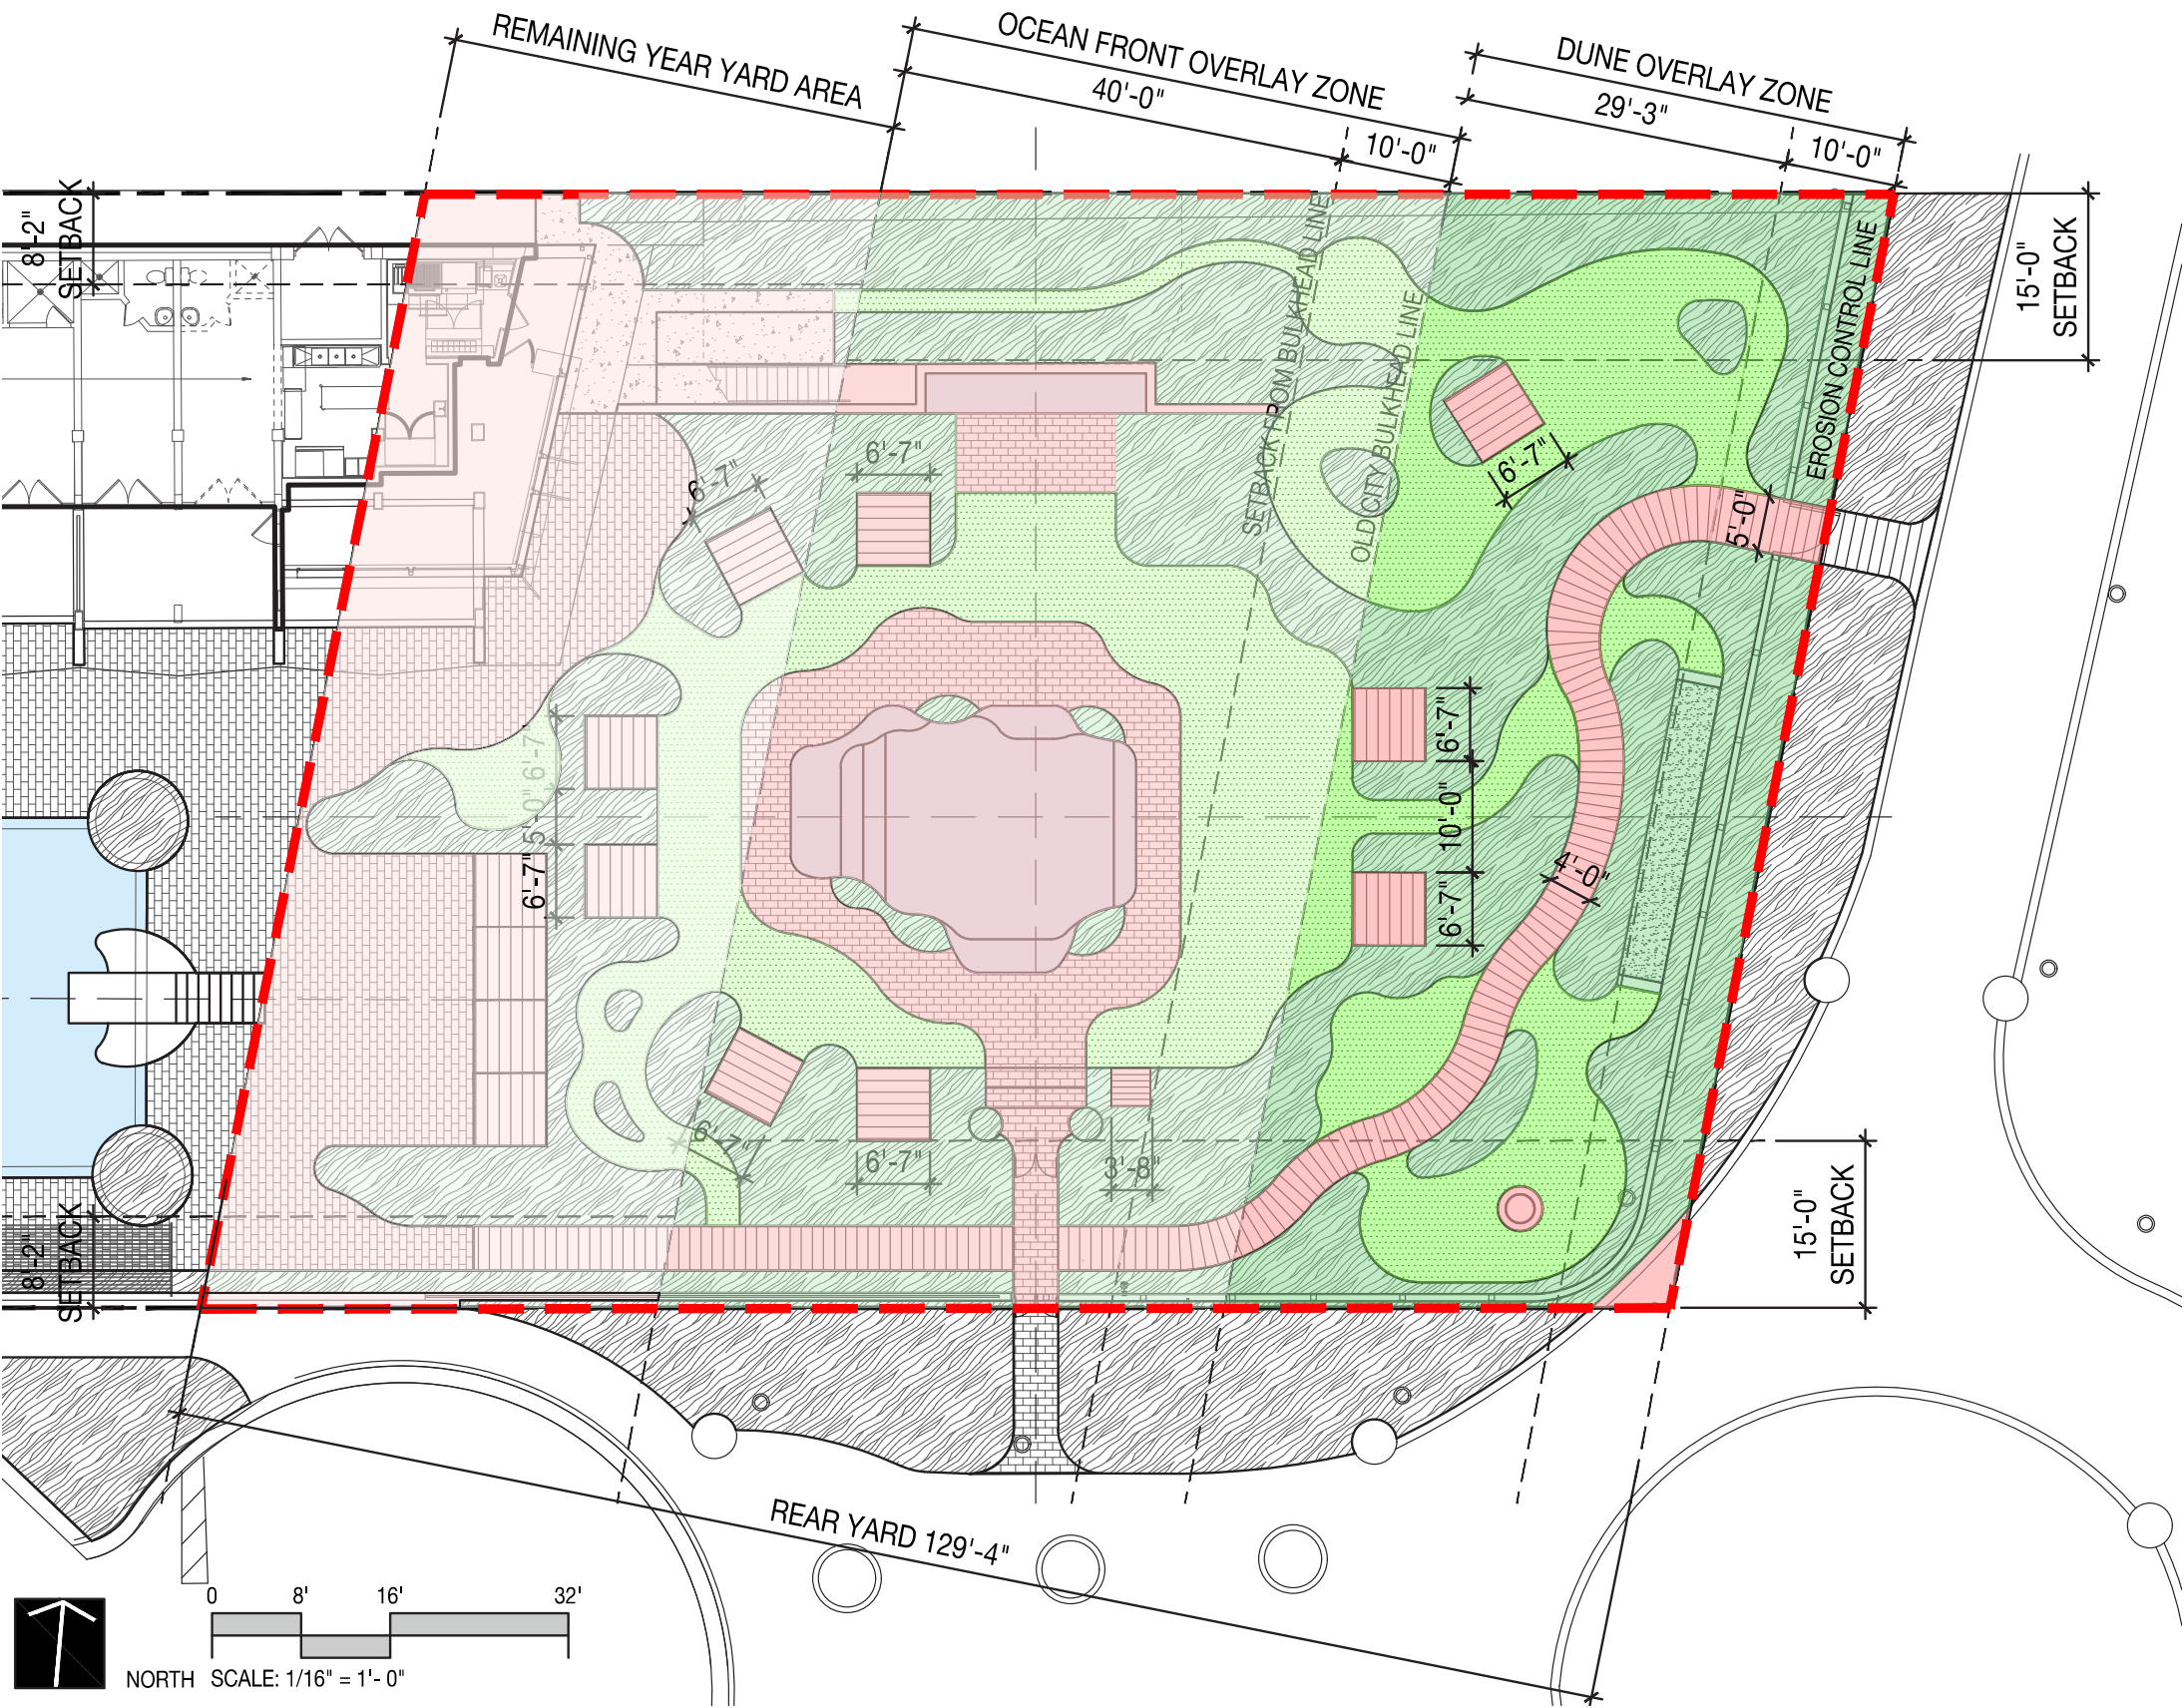 REMAINING YEAR YARD AREA
OCEAN FRONT OVERLAY ZONE
40'-0"
10'-0"
DUNE OVERLAY ZONE
29'-3"
10'-0"
8'-2"
SETBACK
15'-0"
SETBACK
SETBACK FROM BULKHEAD LINE
OLD CITY BULKHEAD LINE
EROSION CONTROL LINE
6'-7"
6'-7"
6'-7"
5'-0"
6'-7"
5'-0"
6'-7"
6'-7"
10'-0"
6'-7"
4'-0"
6'-7"
6'-7"
3'-8"
8'-2"
SETBACK
15'-0"
SETBACK
REAR YARD 129'-4"
0 8' 16' 32'
NORTH SCALE: 1/16" = 1'- 0"